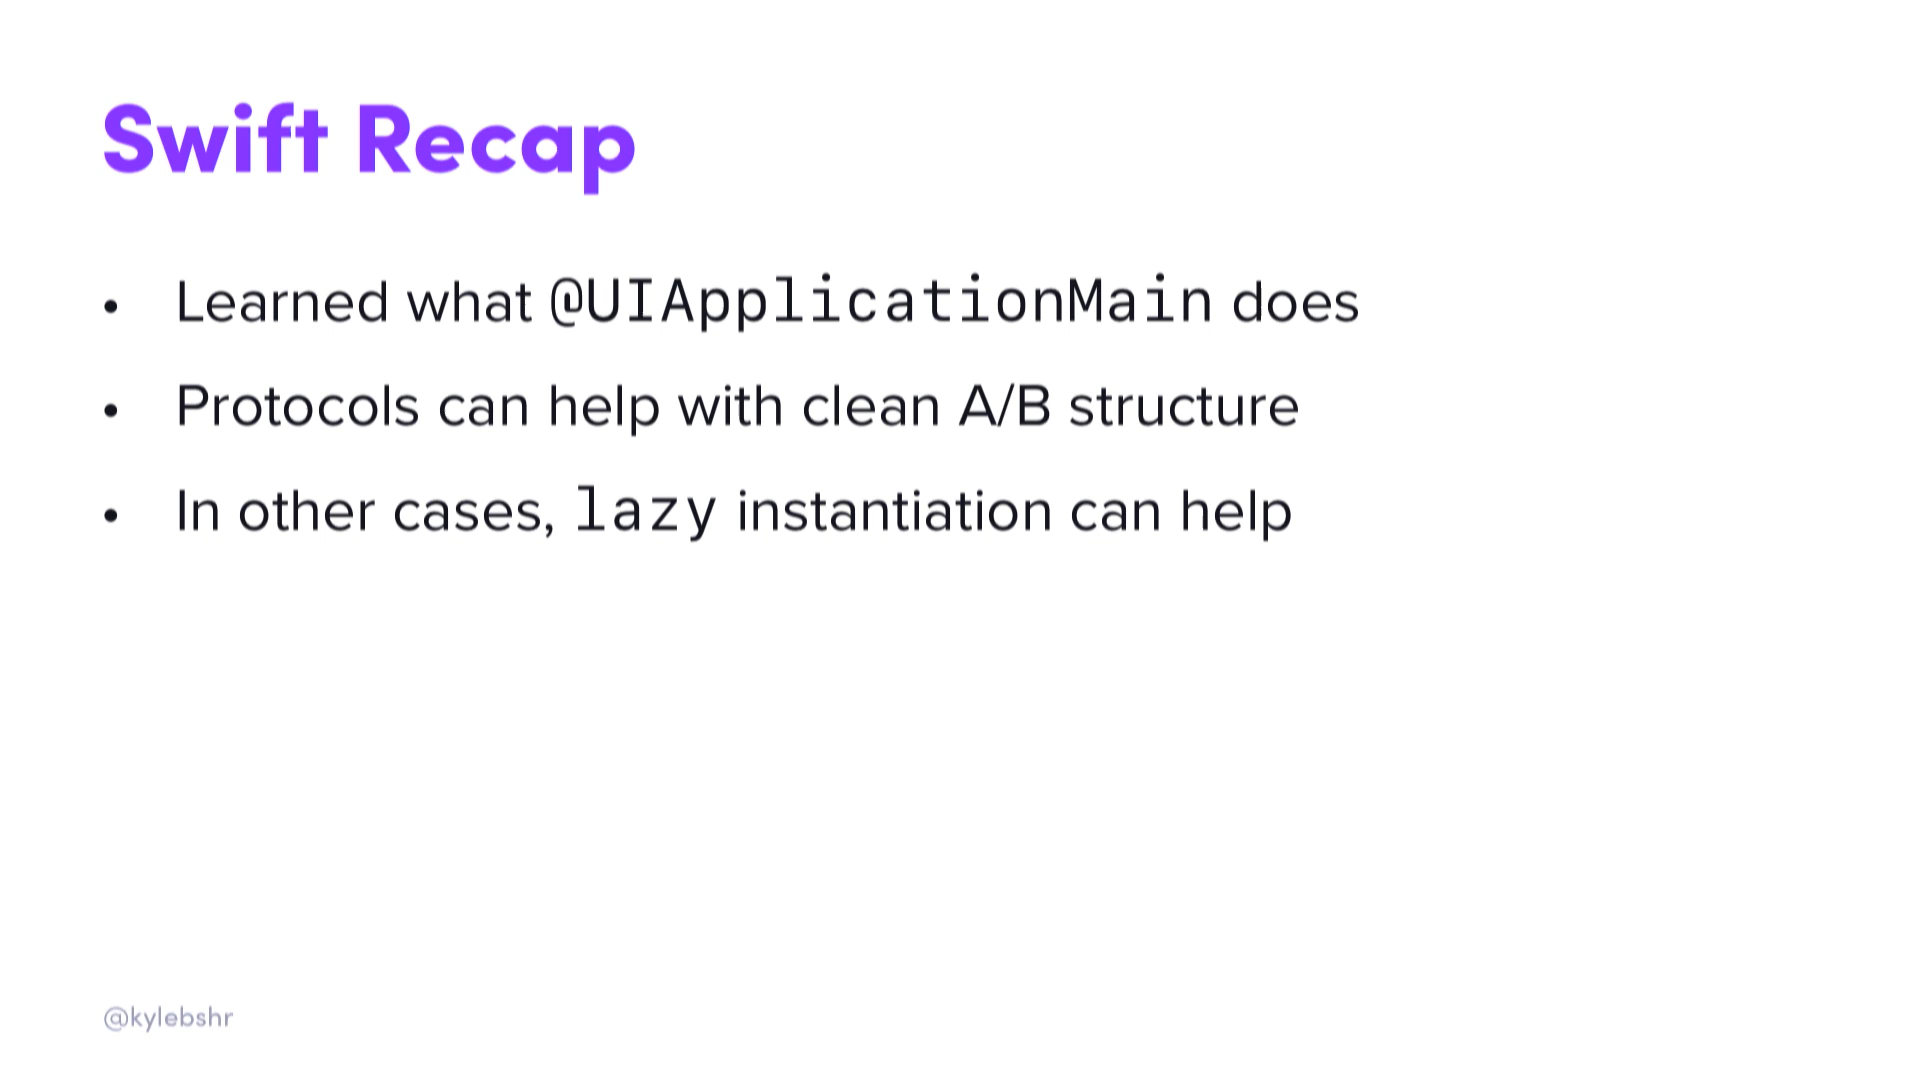 Swift Recap
• Learned what @UIApplicationMain does
• Protocols can help with clean A/B structure
• In other cases, lazy instantiation can help
@kylebshr